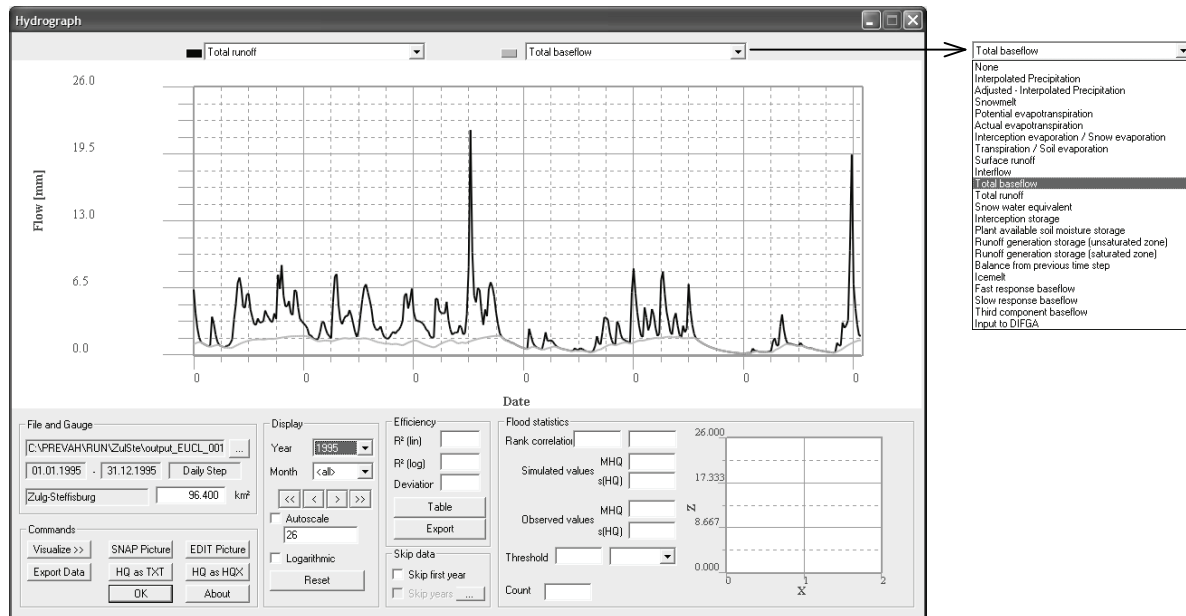 Hydrograph
Total runoff
Total baseflow
26.0
19.5
13.0
6.5
0.0
Flow [mm]
0 0 0 0 0 0 0
Date
Total baseflow
None
Interpolated Precipitation
Adjusted - Interpolated Precipitation
Snowmelt
Potential evapotranspiration
Actual evapotranspiration
Interception evaporation / Snow evaporation
Transpiration / Soil evaporation
Surface runoff
Interflow
Total baseflow
Total runoff
Snow water equivalent
Interception storage
Plant available soil moisture storage
Runoff generation storage (unsaturated zone)
Runoff generation storage (saturated zone)
Balance from previous time step
Icemelt
Fast response baseflow
Slow response baseflow
Third component baseflow
Input to DIFGA
File and Gauge
C:\PREVAH\RUN\ZulSte\output_EUCL_001 ...
01.01.1995 - 31.12.1995 Daily Step
Zulg-Steffisburg 96.400 km²
Commands
Visualize >> SNAP Picture EDIT Picture
Export Data HQ as TXT HQ as HQX
OK About
Display
Year 1995
Month <all>
<< < > >>
Autoscale
26
Logarithmic
Reset
Efficiency
R² (lin)
R² (log)
Deviation
Table
Export
Skip data
Skip first year
Skip years ...
Flood statistics
Rank correlation
Simulated values MHQ
s(HQ)
Observed values MHQ
s(HQ)
Threshold
Count
26.000
17.333
8.667
0.000
Z
0 1 2
X